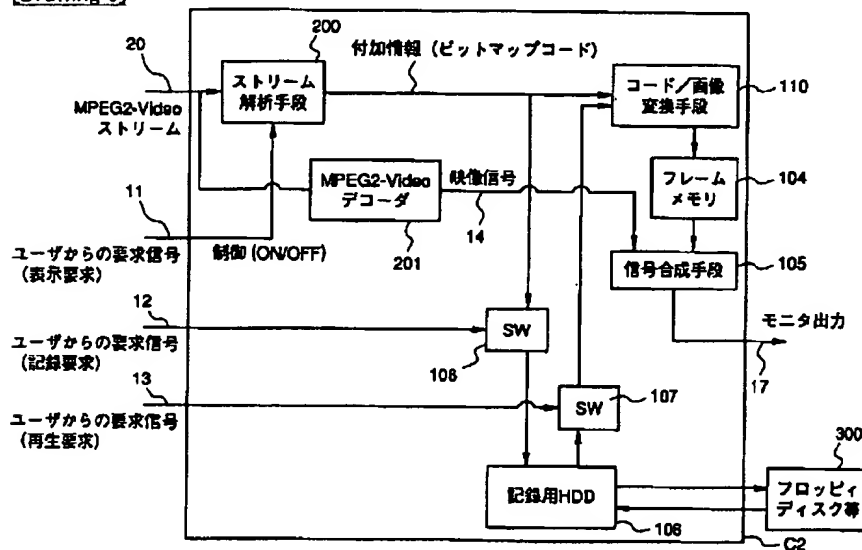 200
20
付加情報(ビットマップコード)
ストリーム
解析手段
コード/画像
変換手段
110
MPEG2-Video
ストリーム
MPEG2-Video
デコーダ
映像信号
14
201
フレーム
メモリ
104
11
制御(ON/OFF)
ユーザからの要求信号
(表示要求)
信号合成手段
105
12
ユーザからの要求信号
(記録要求)
SW
108
モニタ出力
17
13
ユーザからの要求信号
(再生要求)
SW
107
300
記録用HDD
106
フロッピィ
ディスク等
C2